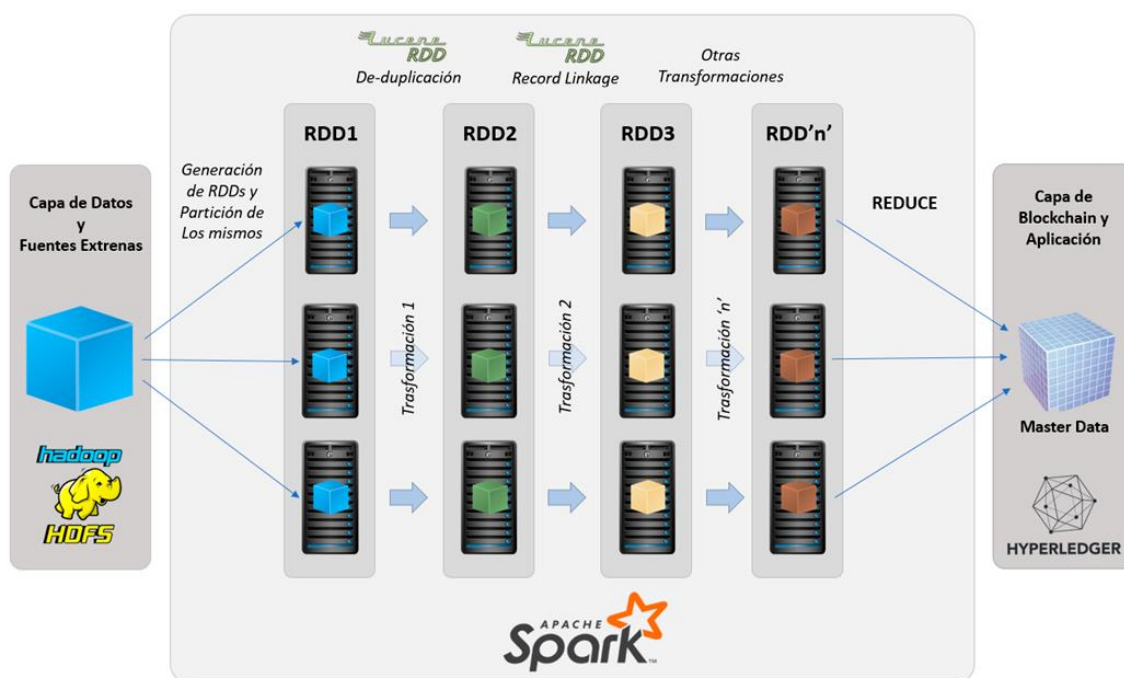 Lucene
RDD
De-duplicación
Lucene
RDD
Record Linkage
Otras
Transformaciones
RDD1
RDD2
RDD3
RDD'n'
Capa de Datos
y
Fuentes Extrenas
Generación
de RDDs y
Partición de
Los mismos
REDUCE
Capa de
Blockchain y
Aplicación
Trasformación 1
Trasformación 2
Trasformación 'n'
Master Data
hadoop
HDFS
HYPERLEDGER
APACHE
Spark™